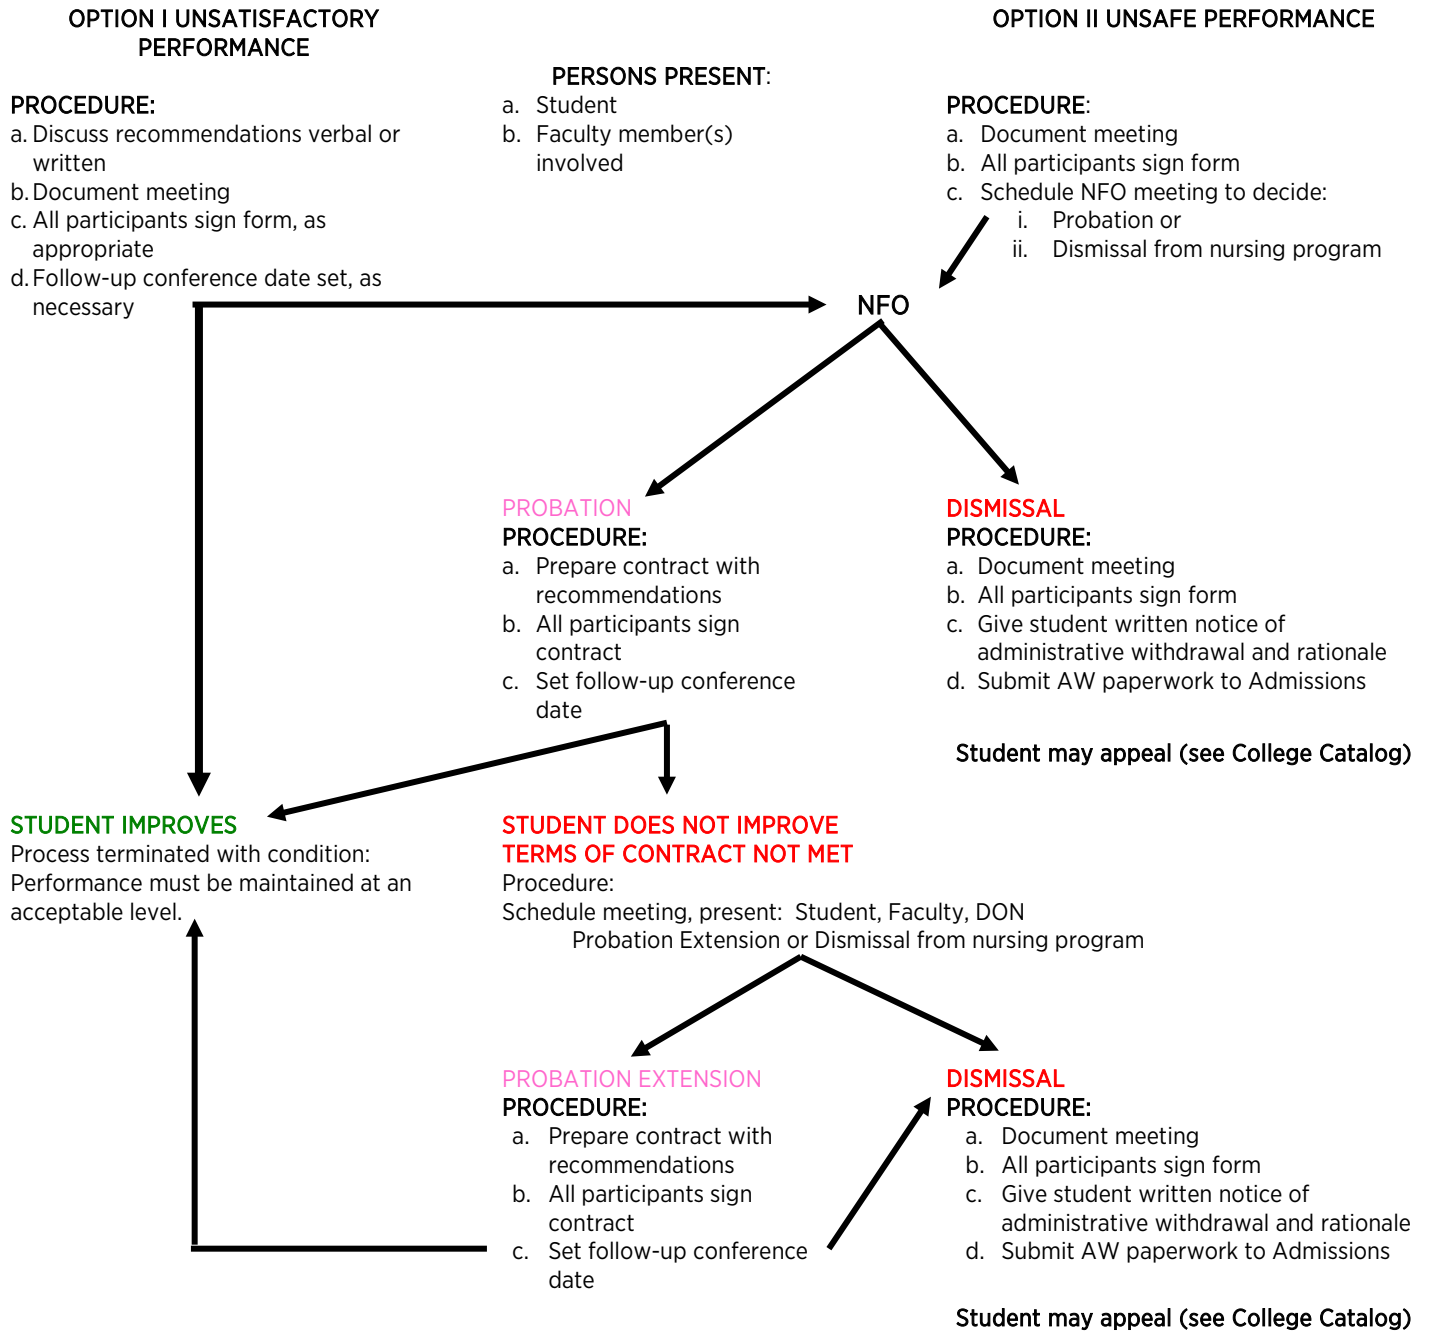 OPTION I UNSATISFACTORY
PERFORMANCE
PROCEDURE:
a. Discuss recommendations verbal or
written
b. Document meeting
c. All participants sign form, as
appropriate
d. Follow-up conference date set, as
necessary
PERSONS PRESENT:
a. Student
b. Faculty member(s)
involved
OPTION II UNSAFE PERFORMANCE
PROCEDURE:
a. Document meeting
b. All participants sign form
c. Schedule NFO meeting to decide:
i. Probation or
ii. Dismissal from nursing program
NFO
PROBATION
PROCEDURE:
a. Prepare contract with
recommendations
b. All participants sign
contract
c. Set follow-up conference
date
DISMISSAL
PROCEDURE:
a. Document meeting
b. All participants sign form
c. Give student written notice of
administrative withdrawal and rationale
d. Submit AW paperwork to Admissions
Student may appeal (see College Catalog)
STUDENT IMPROVES
Process terminated with condition:
Performance must be maintained at an
acceptable level.
STUDENT DOES NOT IMPROVE
TERMS OF CONTRACT NOT MET
Procedure:
Schedule meeting, present: Student, Faculty, DON
Probation Extension or Dismissal from nursing program
PROBATION EXTENSION
PROCEDURE:
a. Prepare contract with
recommendations
b. All participants sign
contract
c. Set follow-up conference
date
DISMISSAL
PROCEDURE:
a. Document meeting
b. All participants sign form
c. Give student written notice of
administrative withdrawal and rationale
d. Submit AW paperwork to Admissions
Student may appeal (see College Catalog)